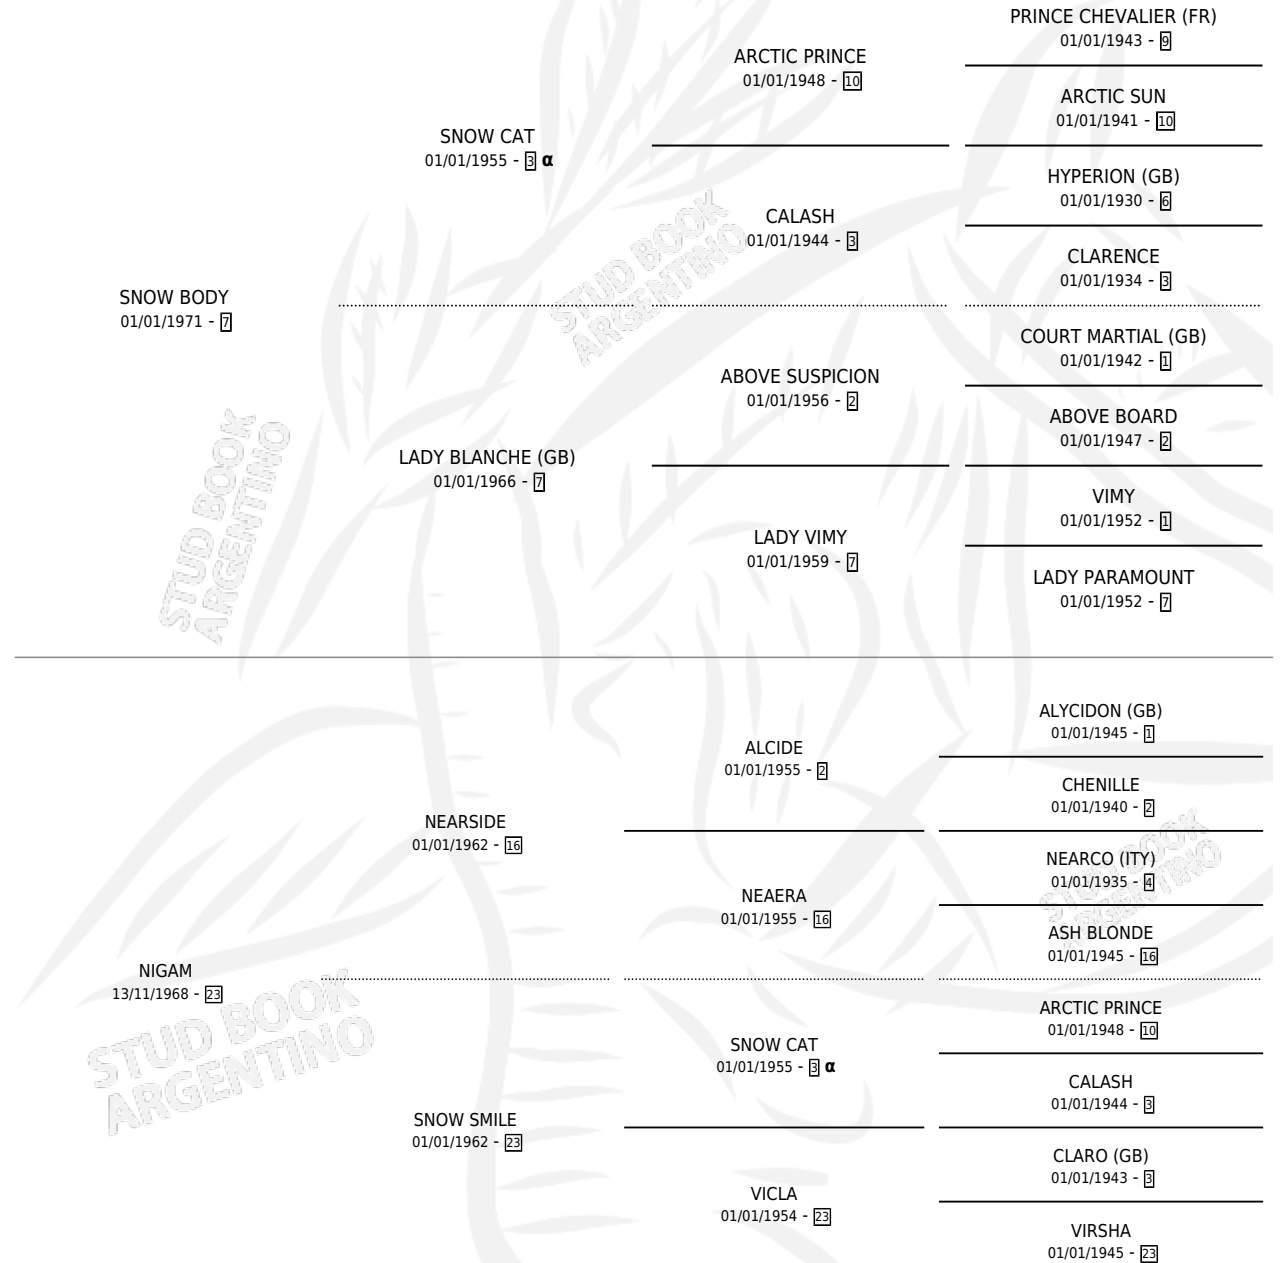 PRINCE CHEVALIER (FR)
01/01/1943 - 9
ARCTIC PRINCE
01/01/1948 - 10
ARCTIC SUN
01/01/1941 - 10
SNOW CAT
01/01/1955 - 3 α
HYPERION (GB)
01/01/1930 - 6
CALASH
01/01/1944 - 3
CLARENCE
01/01/1934 - 3
SNOW BODY
01/01/1971 - 7
COURT MARTIAL (GB)
01/01/1942 - 1
ABOVE SUSPICION
01/01/1956 - 2
ABOVE BOARD
01/01/1947 - 2
LADY BLANCHE (GB)
01/01/1966 - 7
VIMY
01/01/1952 - 1
LADY VIMY
01/01/1959 - 7
LADY PARAMOUNT
01/01/1952 - 7
ALYCIDON (GB)
01/01/1945 - 1
ALCIDE
01/01/1955 - 2
CHENILLE
01/01/1940 - 2
NEARSIDE
01/01/1962 - 16
NEARCO (ITY)
01/01/1935 - 4
NEAERA
01/01/1955 - 16
ASH BLONDE
01/01/1945 - 16
NIGAM
13/11/1968 - 23
ARCTIC PRINCE
01/01/1948 - 10
SNOW CAT
01/01/1955 - 3 α
CALASH
01/01/1944 - 3
SNOW SMILE
01/01/1962 - 23
CLARO (GB)
01/01/1943 - 3
VICLA
01/01/1954 - 23
VIRSHA
01/01/1945 - 23
STUD BOOK
ARGENTINO
STUD BOOK
ARGENTINO
STUD BOOK
ARGENTINO
STUD BOOK
ARGENTINO